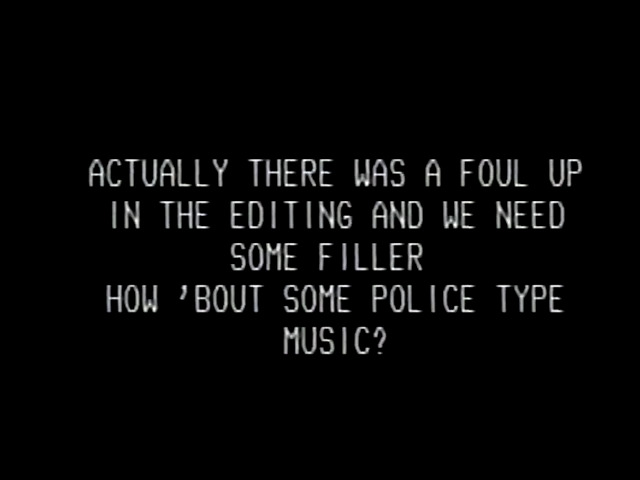 ACTUALLY THERE WAS A FOUL UP
IN THE EDITING AND WE NEED
SOME FILLER
HOW 'BOUT SOME POLICE TYPE
MUSIC?